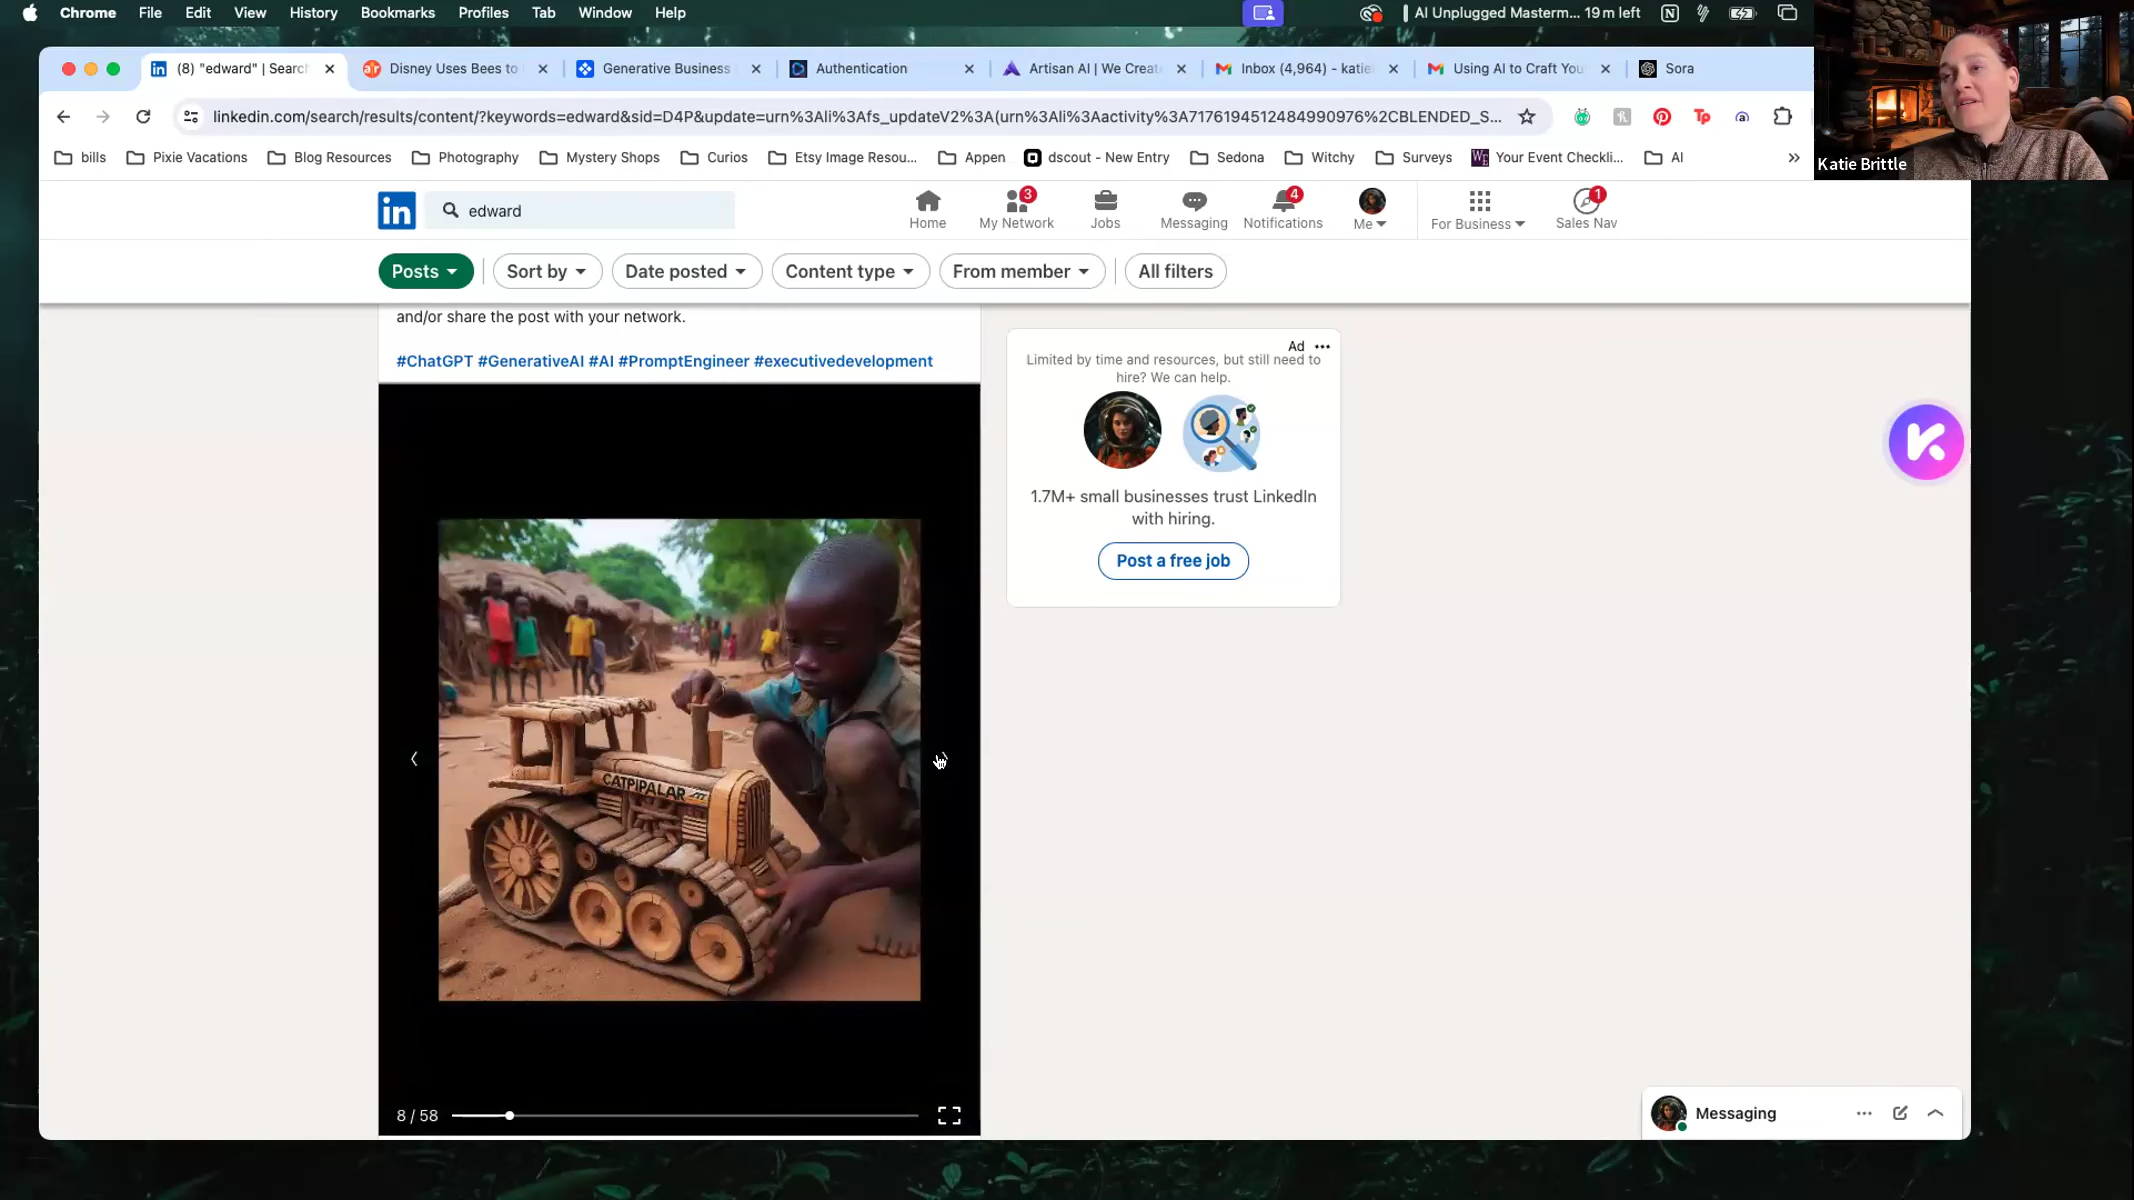 Chrome File Edit View History Bookmarks Profiles Tab Window Help
AI Unplugged Masterm... 19 m left
(8) "edward" | Searc
Disney Uses Bees to
Generative Business
Authentication
Artisan AI | We Creat
Inbox (4,964) - katie
Using AI to Craft You
Sora
linkedin.com/search/results/content/?keywords=edward&sid=D4P&update=urn%3Ali%3Afs_updateV2%3A(urn%3Ali%3Aactivity%3A7176194512484990976%2CBLENDED_S...
bills Pixie Vacations Blog Resources Photography Mystery Shops Curios Etsy Image Resou... Appen dscout - New Entry Sedona Witchy Surveys Your Event Checkli... AI »
Katie Brittle
in edward
Home My Network Jobs Messaging Notifications Me For Business Sales Nav
3 4 1
Posts Sort by Date posted Content type From member All filters
and/or share the post with your network.
#ChatGPT #GenerativeAI #AI #PromptEngineer #executivedevelopment
CATPIPALAR
8 / 58
Ad
Limited by time and resources, but still need to
hire? We can help.
1.7M+ small businesses trust LinkedIn
with hiring.
Post a free job
Messaging